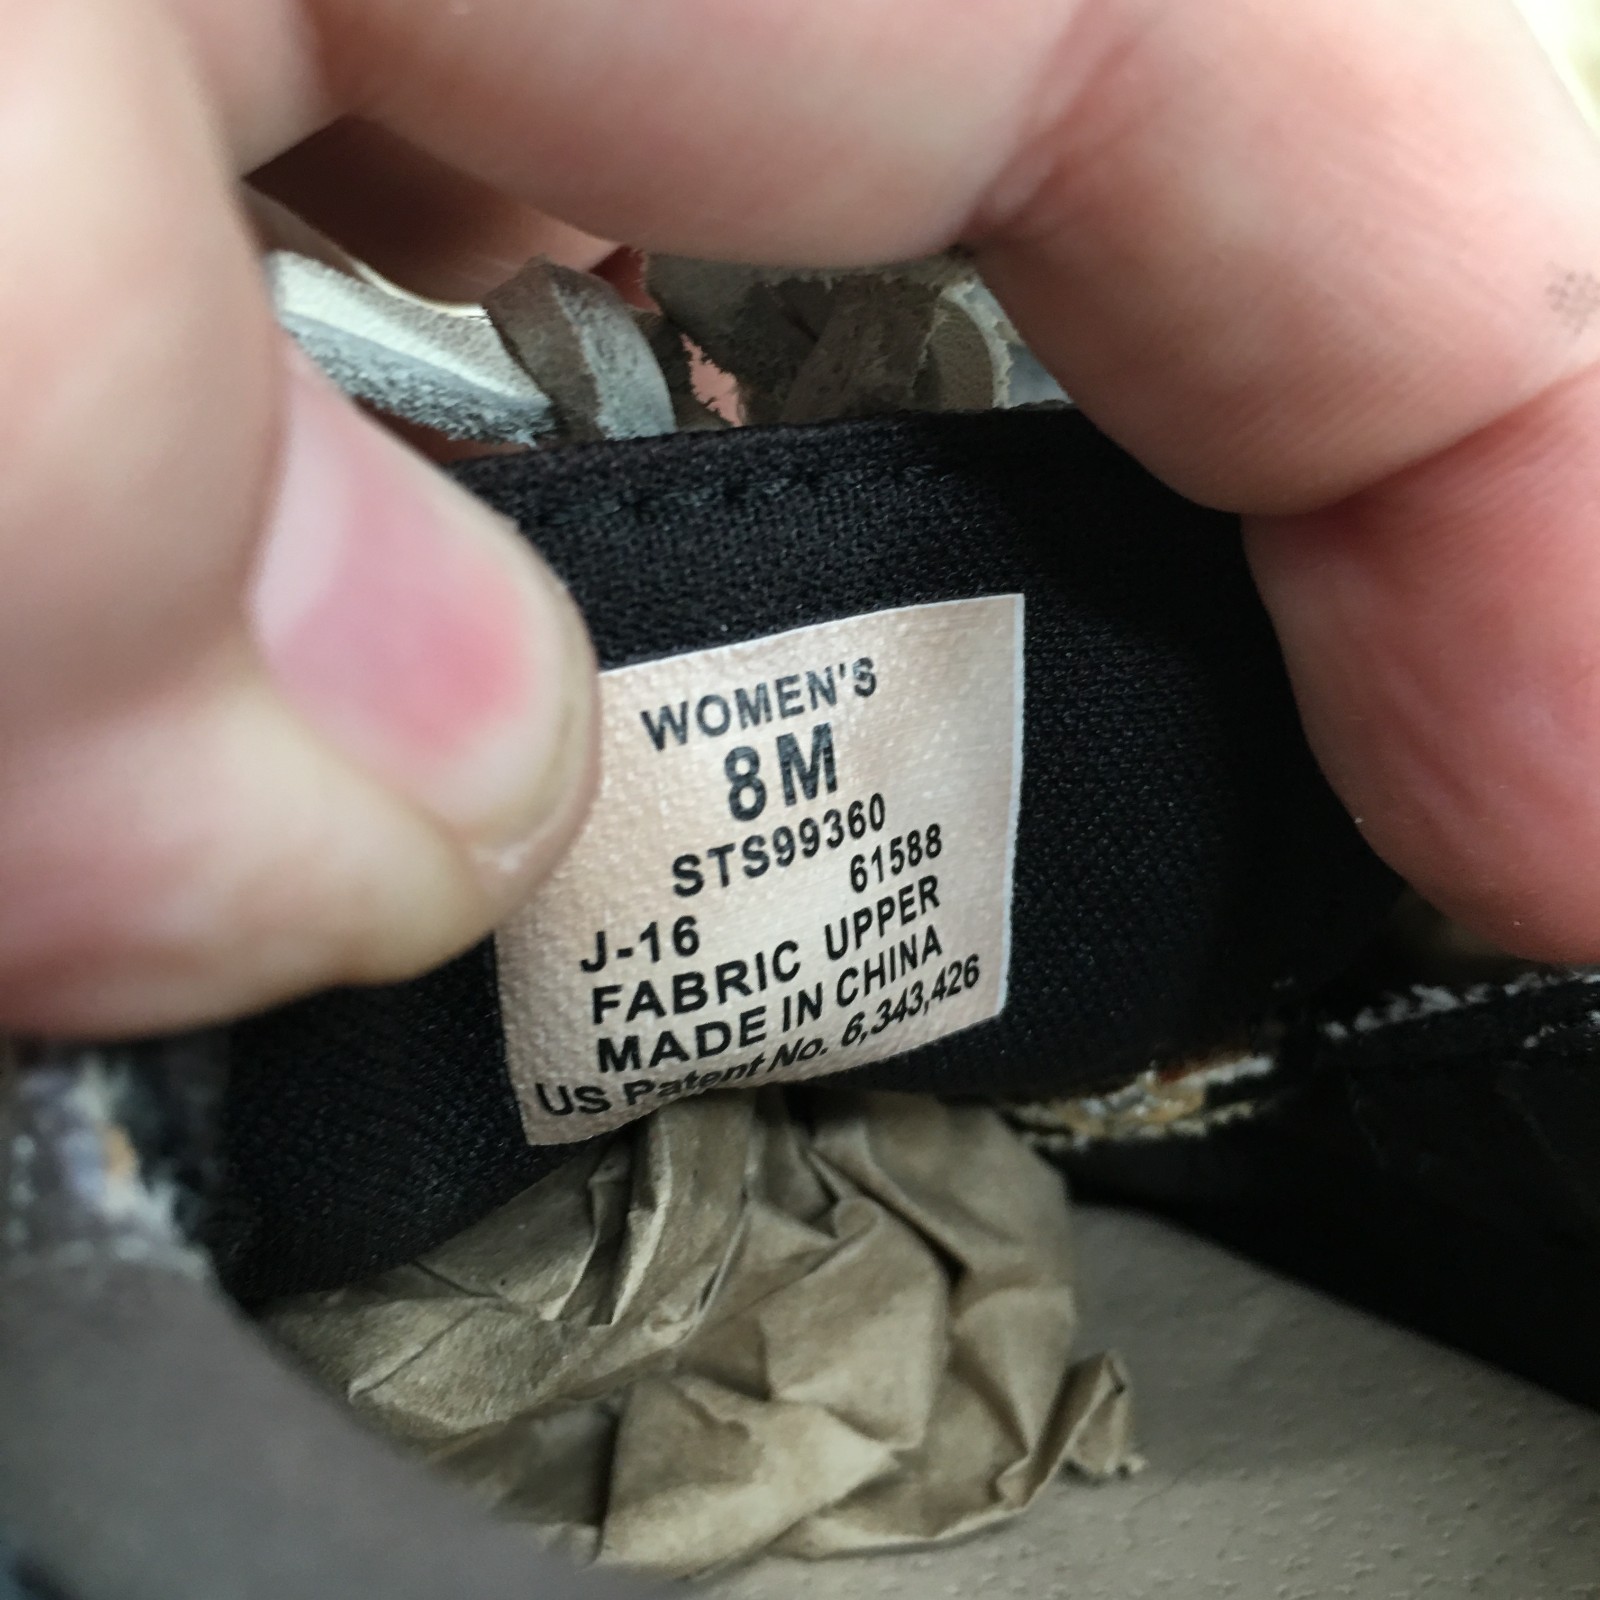 WOMEN'S
8M
STS99360
J-16 61588
FABRIC UPPER
MADE IN CHINA
US Patent No. 6,343,426